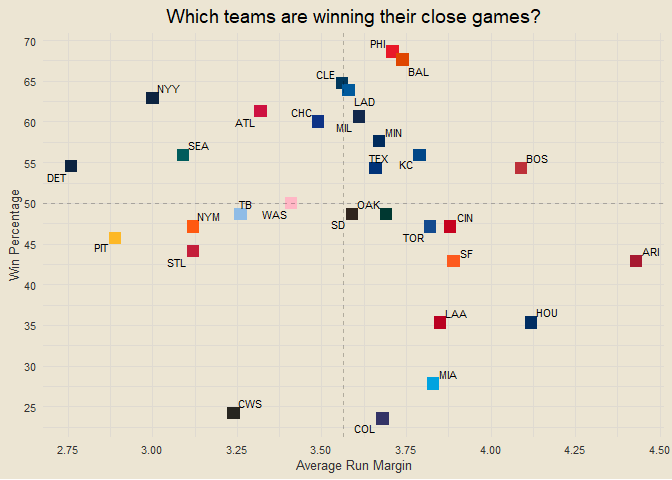 Which teams are winning their close games?
70
65
60
55
50
45
40
35
30
25
Win Percentage
PHI
BAL
CLE
LAD
NYY
ATL
CHC
MIL
MIN
SEA
TEX
KC
BOS
DET
TB
WAS
OAK
SD
NYM
CIN
TOR
PIT
STL
SF
ARI
LAA
HOU
MIA
CWS
COL
2.75 3.00 3.25 3.50 3.75 4.00 4.25 4.50
Average Run Margin